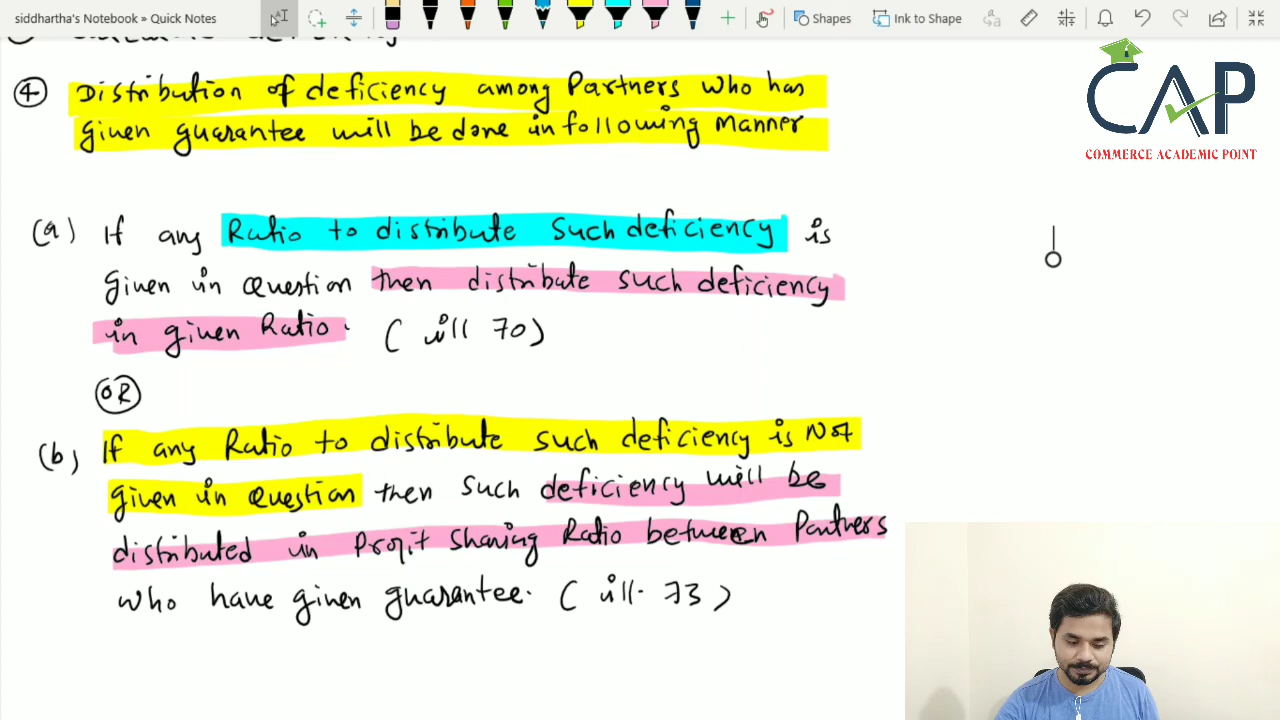 siddhartha's Notebook » Quick Notes
Shapes
Ink to Shape
CAP
COMMERCE ACADEMIC POINT
④ Distribution of deficiency among Partners who has
given guarantee will be done in following manner
(a) If any Ratio to distribute such deficiency is
given in question then distribute such deficiency
in given Ratio. (ill 70)
OR
(b) If any Ratio to distribute such deficiency is Not
given in question then such deficiency will be
distributed in Profit sharing Ratio between Partners
who have given guarantee. (ill. 73)